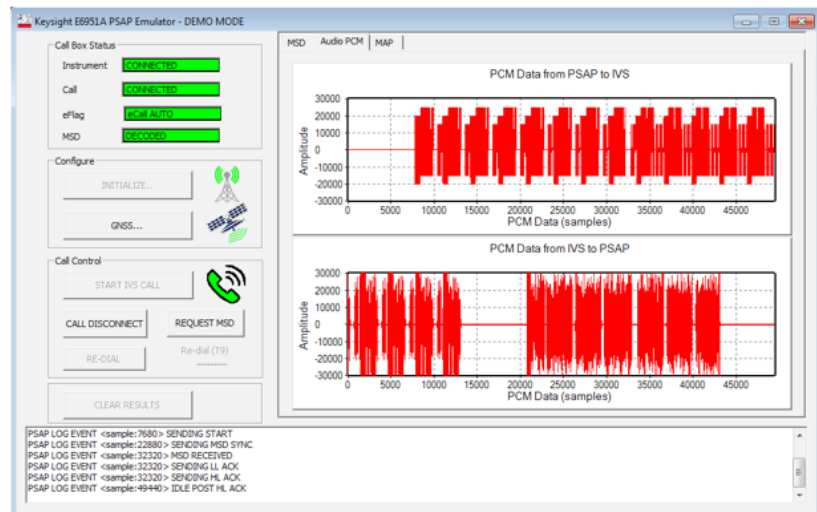 Keysight E6951A PSAP Emulator - DEMO MODE
Call Box Status
Instrument CONNECTED
Call CONNECTED
eFlag eCall AUTO
MSD DECODED
Configure
INITIALIZE..
GNSS...
Call Control
START IVS CALL
CALL DISCONNECT REQUEST MSD
RE-DIAL Re-dial (T9)
---------
CLEAR RESULTS
MSD Audio PCM MAP
PCM Data from PSAP to IVS
Amplitude
30000
20000
10000
0
-10000
-20000
-30000
0 5000 10000 15000 20000 25000 30000 35000 40000 45000
PCM Data (samples)
PCM Data from IVS to PSAP
Amplitude
30000
20000
10000
0
-10000
-20000
-30000
0 5000 10000 15000 20000 25000 30000 35000 40000 45000
PCM Data (samples)
PSAP LOG EVENT <sample:7680> SENDING START
PSAP LOG EVENT <sample:22880> SENDING MSD SYNC
PSAP LOG EVENT <sample:32320> MSD RECEIVED
PSAP LOG EVENT <sample:32320> SENDING LL ACK
PSAP LOG EVENT <sample:32320> SENDING HL ACK
PSAP LOG EVENT <sample:49440> IDLE POST HL ACK